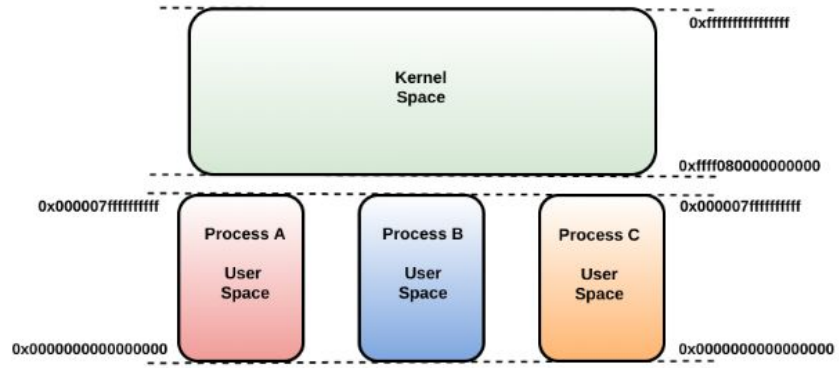 0xffffffffffffffff
Kernel
Space
0xffff080000000000
0x000007ffffffffff
0x000007ffffffffff
Process A
User
Space
Process B
User
Space
Process C
User
Space
0x0000000000000000
0x0000000000000000